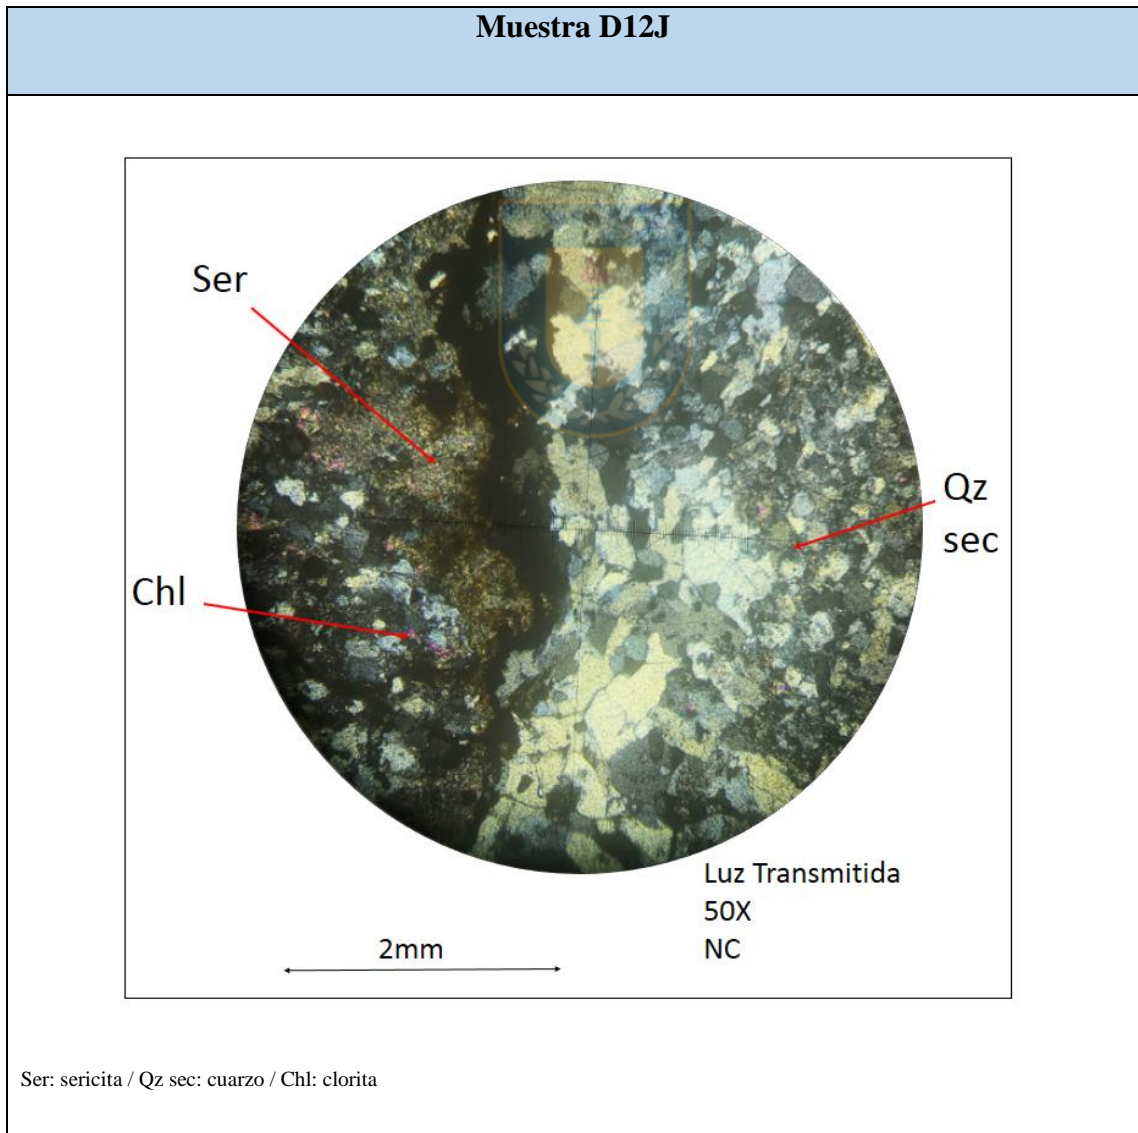 Muestra D12J
Ser
Qz
sec
Chl
Luz Transmitida
50X
NC
2mm
Ser: sericita / Qz sec: cuarzo / Chl: clorita